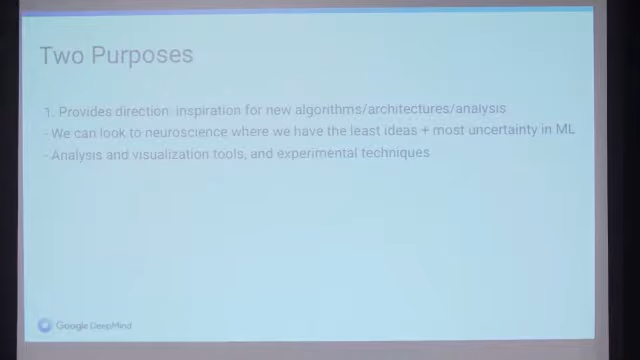 Two Purposes
1. Provides direction: inspiration for new algorithms/architectures/analysis
- We can look to neuroscience where we have the least ideas + most uncertainty in ML
- Analysis and visualization tools, and experimental techniques
Google DeepMind